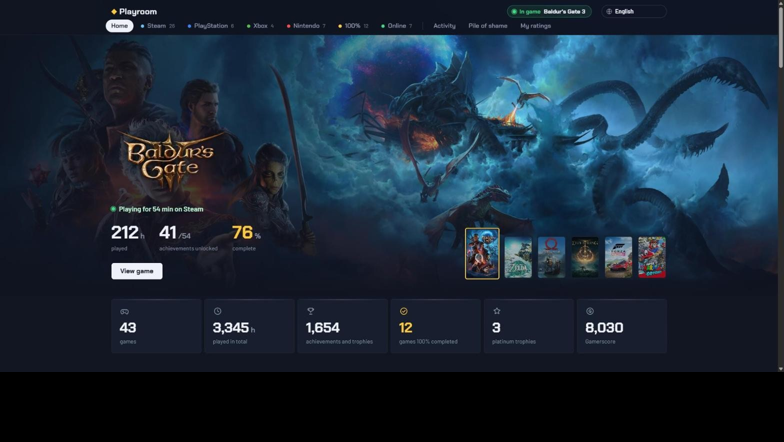 Playroom
In game Baldur's Gate 3
English
Home
Steam 25
PlayStation 6
Xbox 4
Nintendo 7
100% 12
Online 7
Activity
Pile of shame
My ratings
Baldur's Gate
Playing for 54 min on Steam
212 h
played
41 /54
achievements unlocked
76 %
complete
View game
43
games
3,345 h
played in total
1,654
achievements and trophies
12
games 100% completed
3
platinum trophies
8,030
Gamerscore